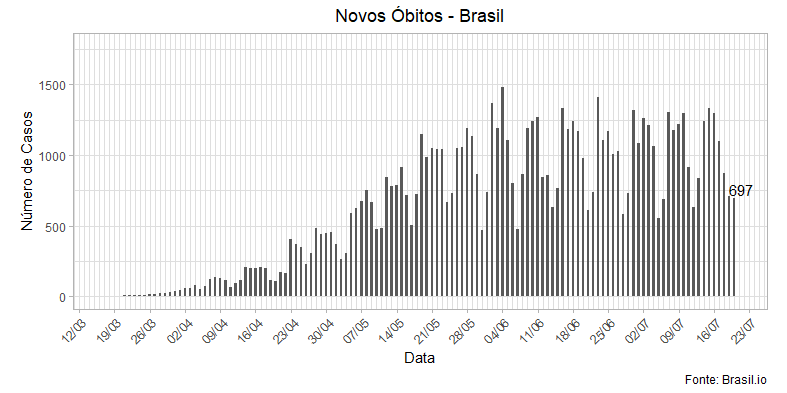 Novos Óbitos - Brasil
Número de Casos
1500
1000
500
0
697
12/03 19/03 26/03 02/04 09/04 16/04 23/04 30/04 07/05 14/05 21/05 28/05 04/06 11/06 18/06 25/06 02/07 09/07 16/07 23/07
Data
Fonte: Brasil.io